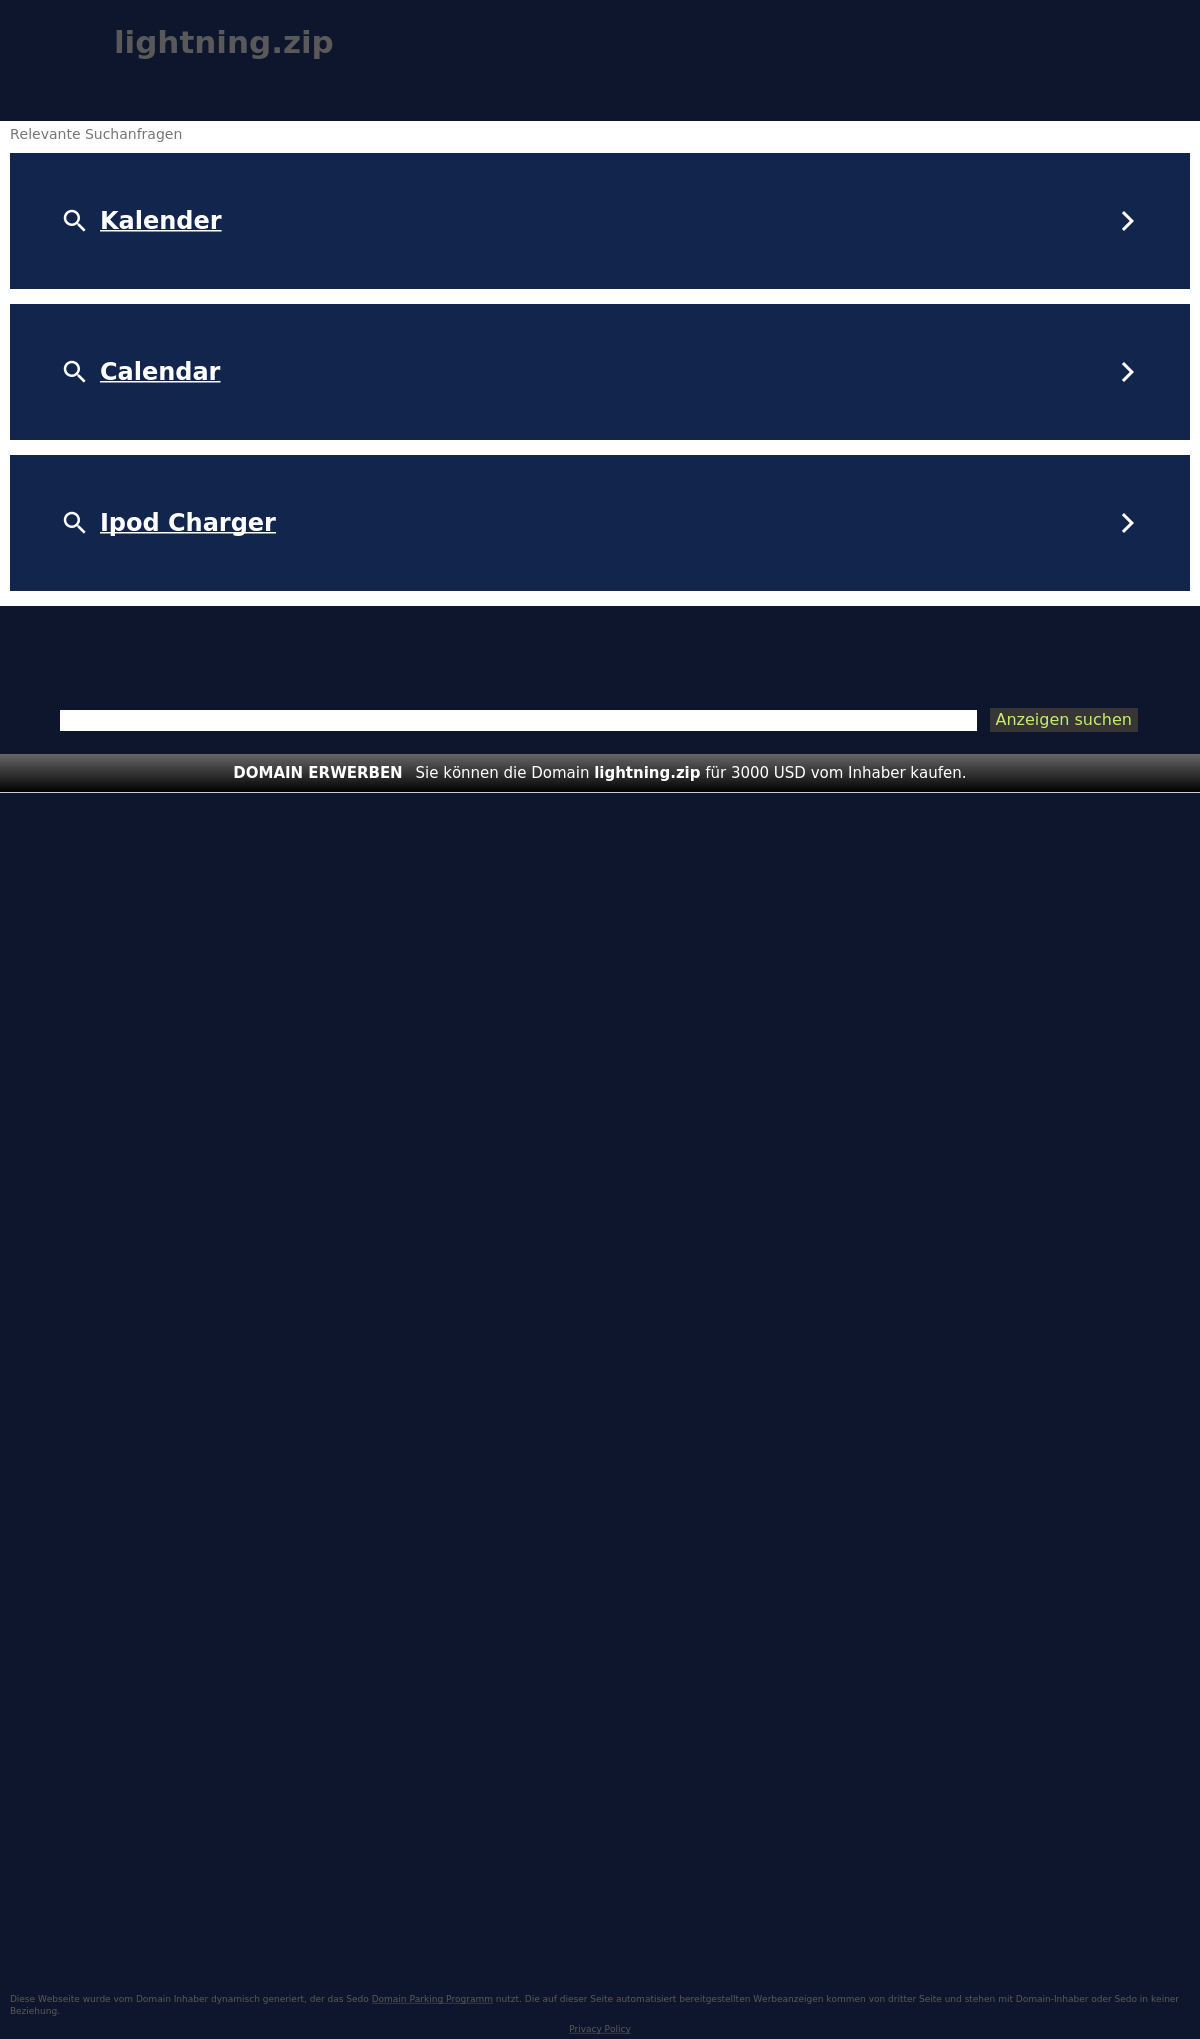 lightning.zip
Relevante Suchanfragen
Kalender
Calendar
Ipod Charger
Anzeigen suchen
DOMAIN ERWERBEN Sie können die Domain lightning.zip für 3000 USD vom Inhaber kaufen.
Diese Webseite wurde vom Domain Inhaber dynamisch generiert, der das Sedo Domain Parking Programm nutzt. Die auf dieser Seite automatisiert bereitgestellten Werbeanzeigen kommen von dritter Seite und stehen mit Domain-Inhaber oder Sedo in keiner
Beziehung.
Privacy Policy